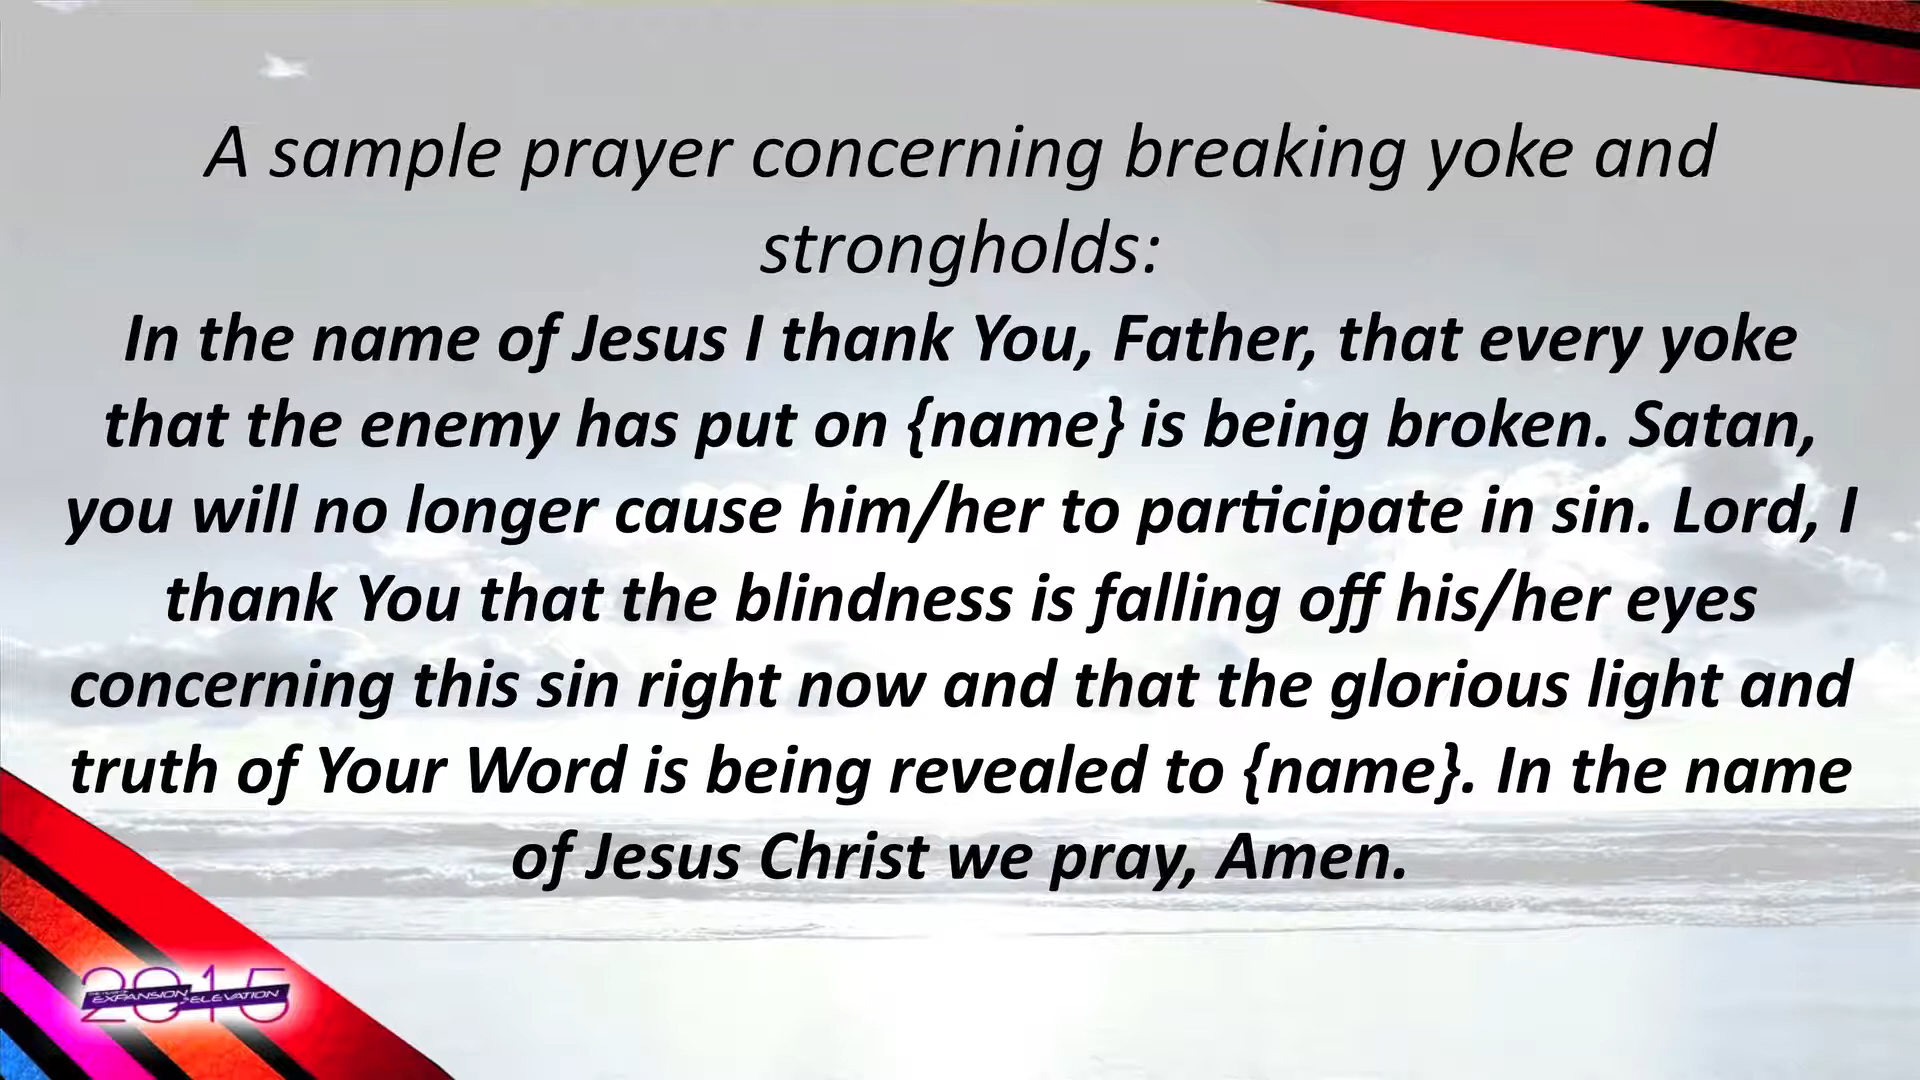 A sample prayer concerning breaking yoke and
strongholds:
In the name of Jesus I thank You, Father, that every yoke
that the enemy has put on {name} is being broken. Satan,
you will no longer cause him/her to participate in sin. Lord, I
thank You that the blindness is falling off his/her eyes
concerning this sin right now and that the glorious light and
truth of Your Word is being revealed to {name}. In the name
of Jesus Christ we pray, Amen.
2015
EXPANSION ELEVATION